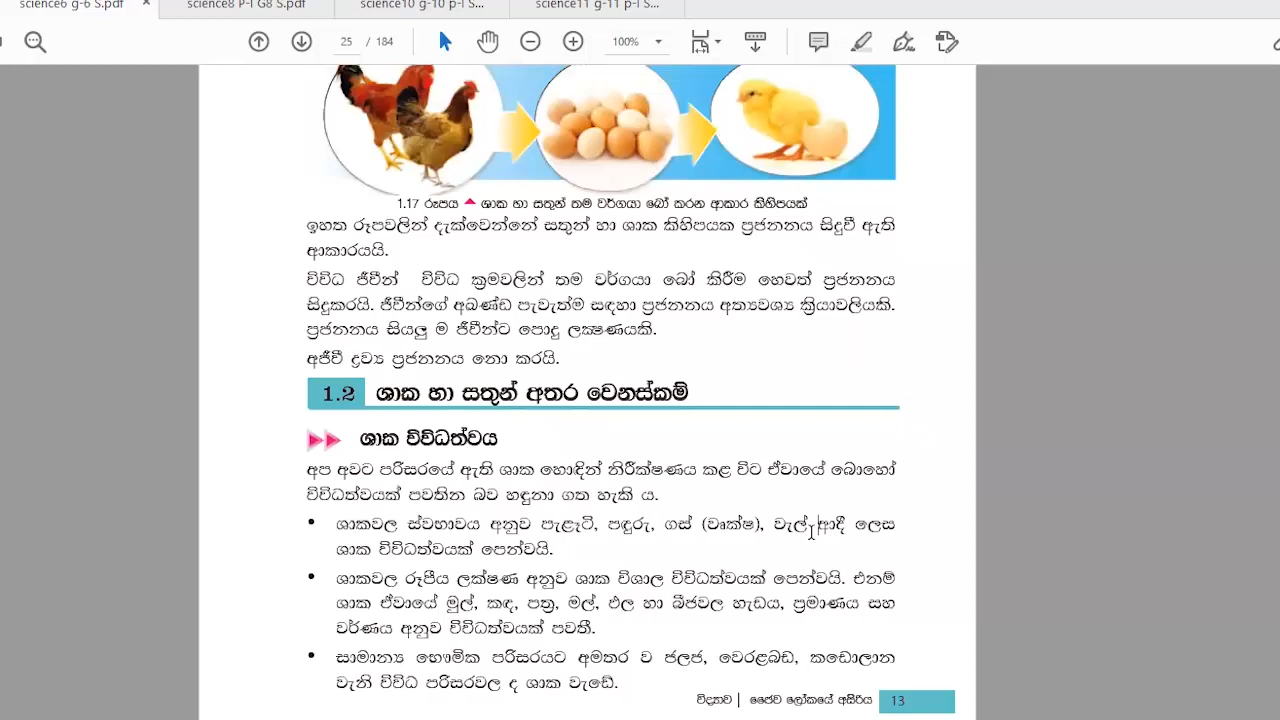 science6 g-6 S.pdf × science8 P-I G8 S.pdf science10 g-10 p-I S... science11 g-11 p-I S...
25 / 184 100%
1.17 රූපය ශාක හා සතුන් තම වර්ගයා බෝ කරන ආකාර කිහිපයක්
ඉහත රූපවලින් දැක්වෙන්නේ සතුන් හා ශාක කිහිපයක ප්‍රජනනය සිදුවී ඇති
ආකාරයයි.
විවිධ ජීවීන් විවිධ ක්‍රමවලින් තම වර්ගයා බෝ කිරීම හෙවත් ප්‍රජනනය
සිදුකරයි. ජීවීන්ගේ අඛණ්ඩ පැවැත්ම සඳහා ප්‍රජනනය අත්‍යවශ්‍ය ක්‍රියාවලියකි.
ප්‍රජනනය සියලු ම ජීවීන්ට පොදු ලක්ෂණයකි.
අජීවී ද්‍රව්‍ය ප්‍රජනනය නො කරයි.
1.2 ශාක හා සතුන් අතර වෙනස්කම්
ශාක විවිධත්වය
අප අවට පරිසරයේ ඇති ශාක හොඳින් නිරීක්ෂණය කළ විට ඒවායේ බොහෝ
විවිධත්වයක් පවතින බව හඳුනා ගත හැකි ය.
• ශාකවල ස්වභාවය අනුව පැළෑටි, පඳුරු, ගස් (වෘක්ෂ), වැල් ආදී ලෙස
ශාක විවිධත්වයක් පෙන්වයි.
• ශාකවල රූපීය ලක්ෂණ අනුව ශාක විශාල විවිධත්වයක් පෙන්වයි. එනම්
ශාක ඒවායේ මුල්, කඳ, පත්‍ර, මල්, ඵල හා බීජවල හැඩය, ප්‍රමාණය සහ
වර්ණය අනුව විවිධත්වයක් පවතී.
• සාමාන්‍ය භෞමික පරිසරයට අමතර ව ජලජ, වෙරළබඩ, කඩොලාන
වැනි විවිධ පරිසරවල ද ශාක වැඩේ.
විද්‍යාව | ජෛව ලෝකයේ අසිරිය 13